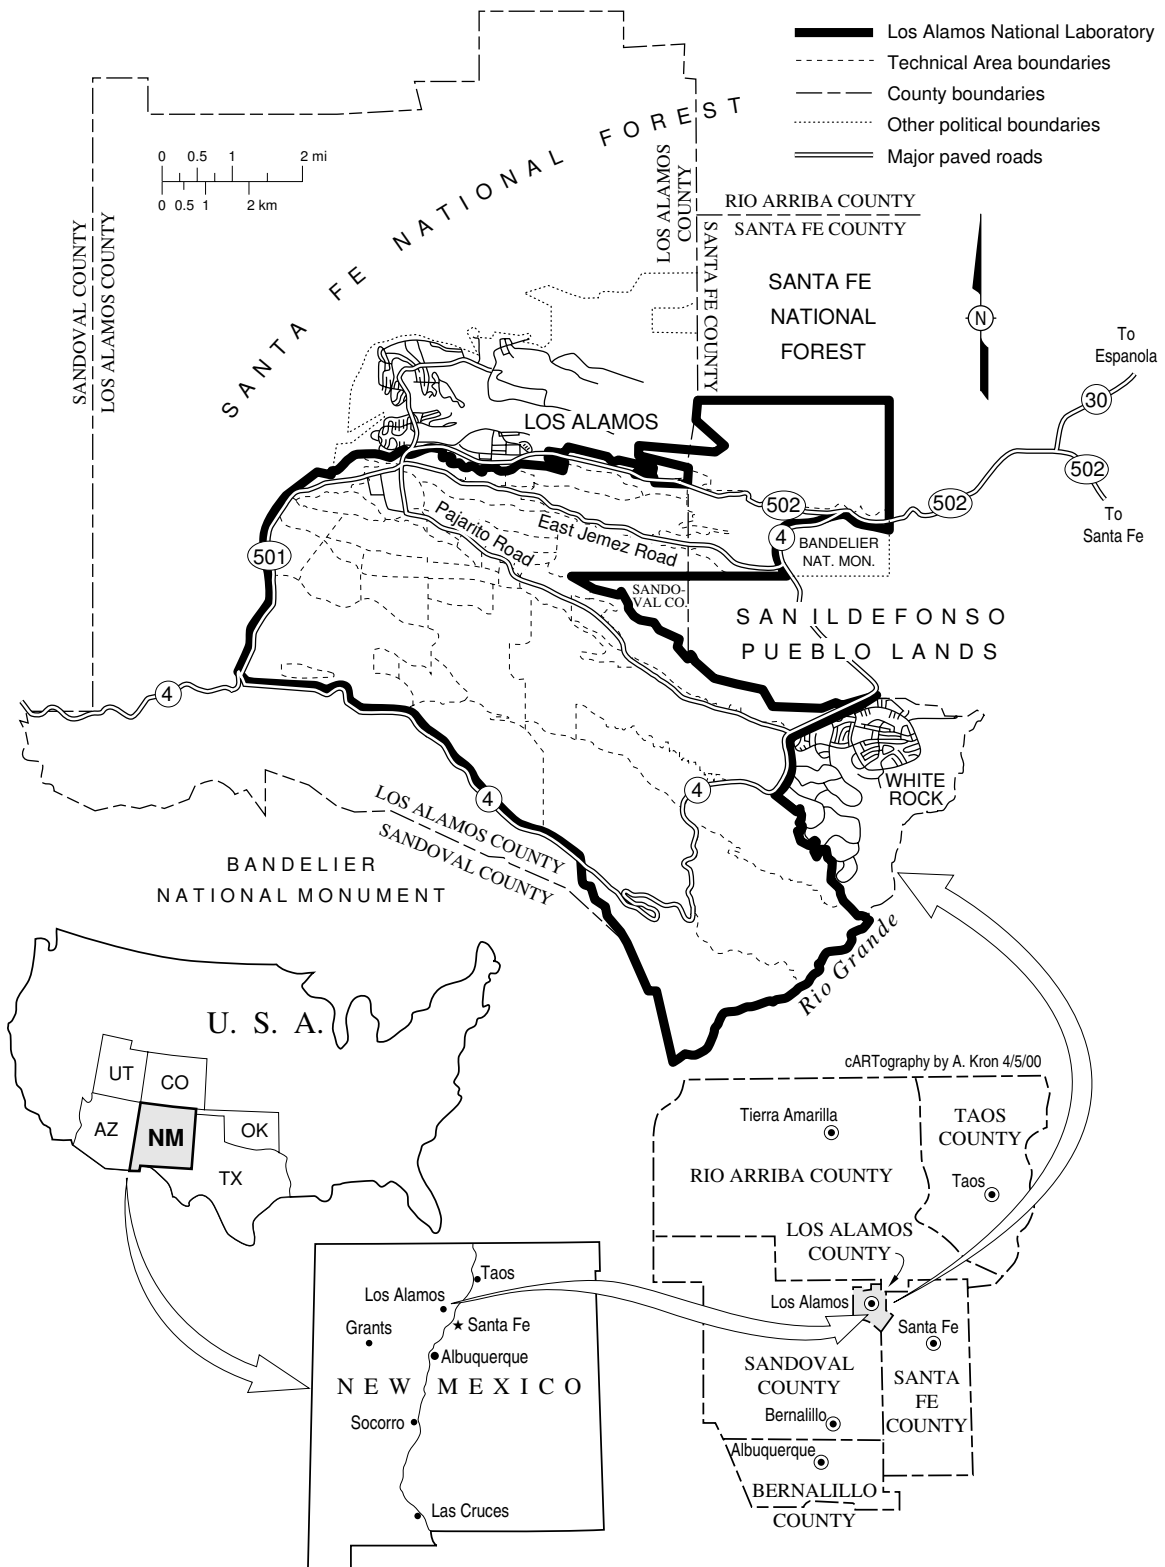 Los Alamos National Laboratory
Technical Area boundaries
County boundaries
Other political boundaries
Major paved roads
0 0.5 1 2 mi
0 0.5 1 2 km
SANTA FE NATIONAL FOREST
SANDOVAL COUNTY
LOS ALAMOS COUNTY
LOS ALAMOS
COUNTY
SANTA FE COUNTY
RIO ARRIBA COUNTY
SANTA FE COUNTY
SANTA FE
NATIONAL
FOREST
N
To
Espanola
30
502
To
Santa Fe
502
502
LOS ALAMOS
4
BANDELIER
NAT. MON.
Pajarito Road
East Jemez Road
501
SANDO-
VAL CO.
SAN ILDEFONSO
PUEBLO LANDS
4
WHITE
ROCK
4
4
LOS ALAMOS COUNTY
SANDOVAL COUNTY
BANDELIER
NATIONAL MONUMENT
Rio Grande
U. S. A.
UT
CO
AZ
NM
OK
TX
cARTography by A. Kron 4/5/00
Tierra Amarilla
TAOS
COUNTY
RIO ARRIBA COUNTY
Taos
LOS ALAMOS
COUNTY
Los Alamos
Santa Fe
SANDOVAL
COUNTY
SANTA
FE
COUNTY
Bernalillo
Albuquerque
BERNALILLO
COUNTY
Taos
Los Alamos
Santa Fe
Grants
Albuquerque
NEW MEXICO
Socorro
Las Cruces